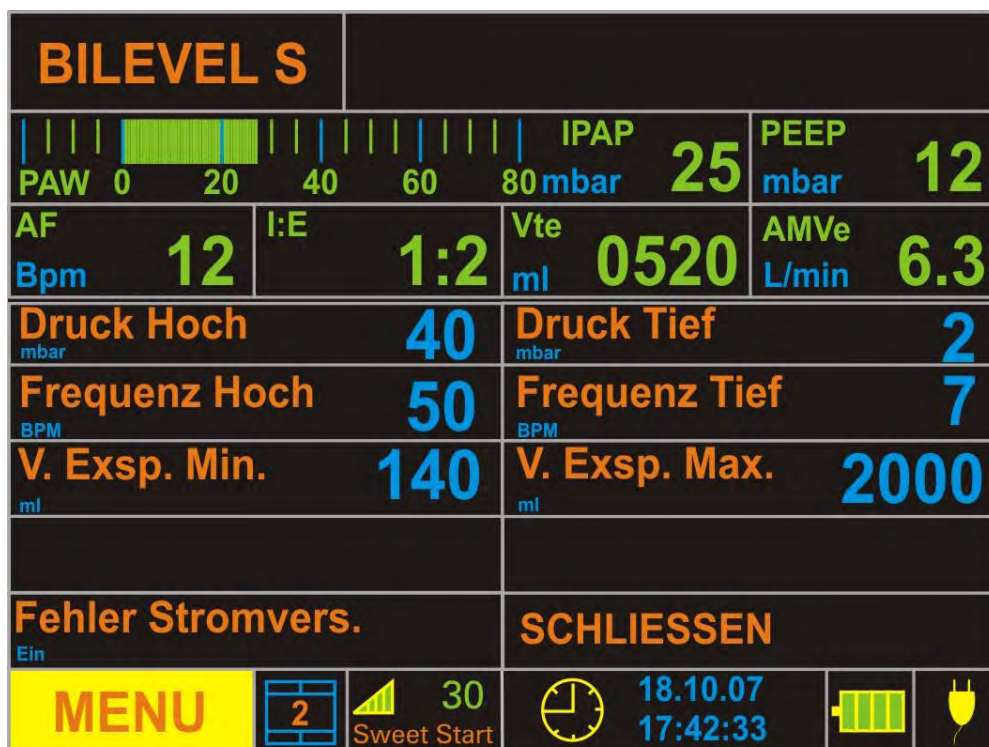 BILEVEL S
PAW 0 20 40 60 80 mbar IPAP 25
PEEP mbar 12
AF Bpm 12
I:E 1:2
Vte ml 0520
AMVe L/min 6.3
Druck Hoch mbar 40
Druck Tief mbar 2
Frequenz Hoch BPM 50
Frequenz Tief BPM 7
V. Exsp. Min. ml 140
V. Exsp. Max. ml 2000
Fehler Stromvers. Ein
SCHLIESSEN
MENU
2
30
Sweet Start
18.10.07
17:42:33